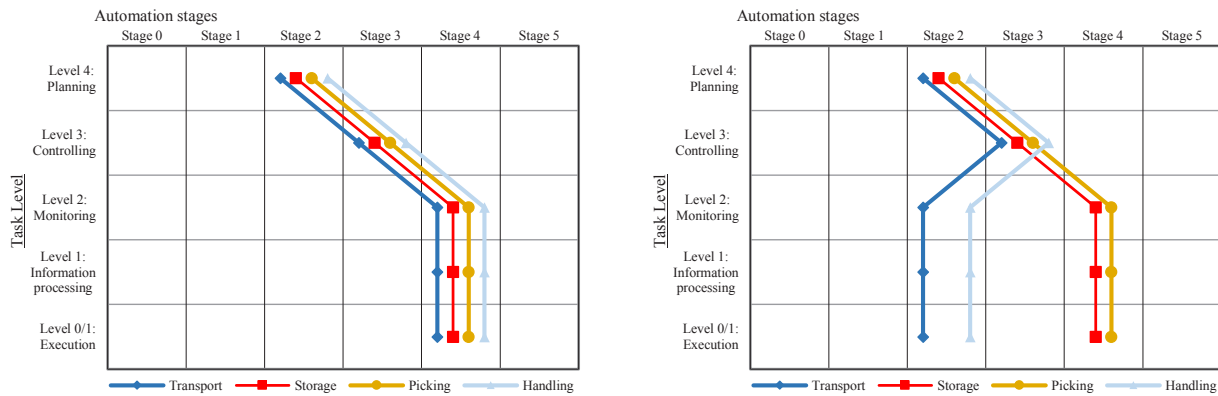 Automation stages
Stage 0 Stage 1 Stage 2 Stage 3 Stage 4 Stage 5
Task Level
Level 4:
Planning
Level 3:
Controlling
Level 2:
Monitoring
Level 1:
Information
processing
Level 0/1:
Execution
Transport Storage Picking Handling
Automation stages
Stage 0 Stage 1 Stage 2 Stage 3 Stage 4 Stage 5
Task Level
Level 4:
Planning
Level 3:
Controlling
Level 2:
Monitoring
Level 1:
Information
processing
Level 0/1:
Execution
Transport Storage Picking Handling